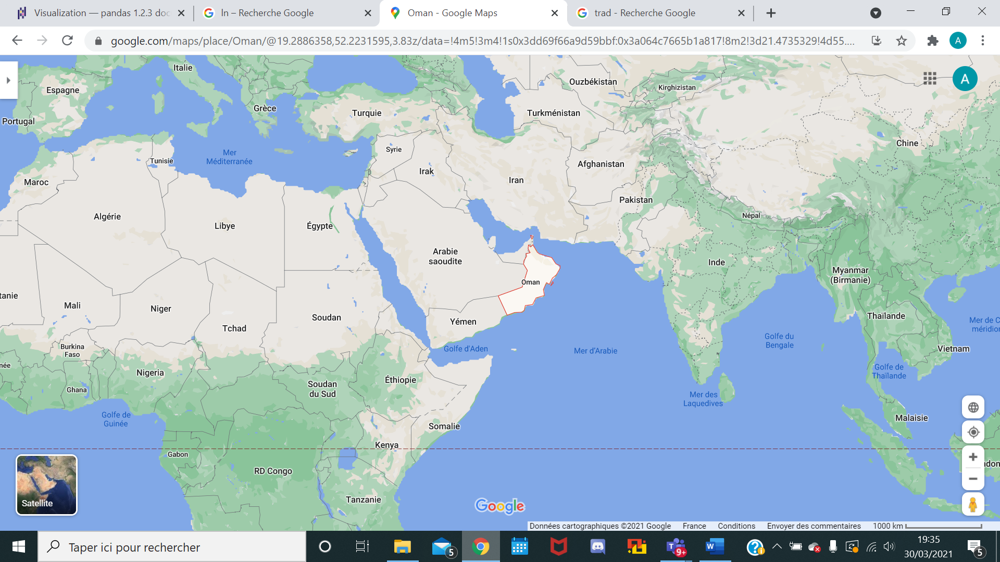 Visualization — pandas 1.2.3 doc
ln – Recherche Google
Oman - Google Maps
trad - Recherche Google
google.com/maps/place/Oman/@19.2886358,52.2231595,3.83z/data=!4m5!3m4!1s0x3dd69f66a9d59bbf:0x3a064c7665b1a817!8m2!3d21.4735329!4d55....
A
A
Italie
Ouzbékistan
Kirghizistan
Espagne
Grèce
Turquie
Turkménistan
Portugal
Chine
Syrie
Mer
Méditerranée
Tunisie
Afghanistan
Irak
Iran
Maroc
Pakistan
Népal
Algérie
Libye
Égypte
Arabie
saoudite
Inde
Myanmar
(Birmanie)
Oman
tanie
Mali
Niger
Soudan
Tchad
Yémen
Thaïlande
Mer de C
méridion
Golfe du
Bengale
Burkina
Faso
Golfe d'Aden
Mer d'Arabie
Vietnam
née
Nigeria
Éthiopie
Golfe de
Thaïlande
Ghana
Soudan
du Sud
Mer des
Laquedives
Golfe de
Guinée
Somalie
Malaisie
Kenya
Gabon
RD Congo
ndon
Tanzanie
Satellite
Google
Données cartographiques ©2021 Google France Conditions Envoyer des commentaires 1000 km
Taper ici pour rechercher
5
9+
W
19:35
30/03/2021
5